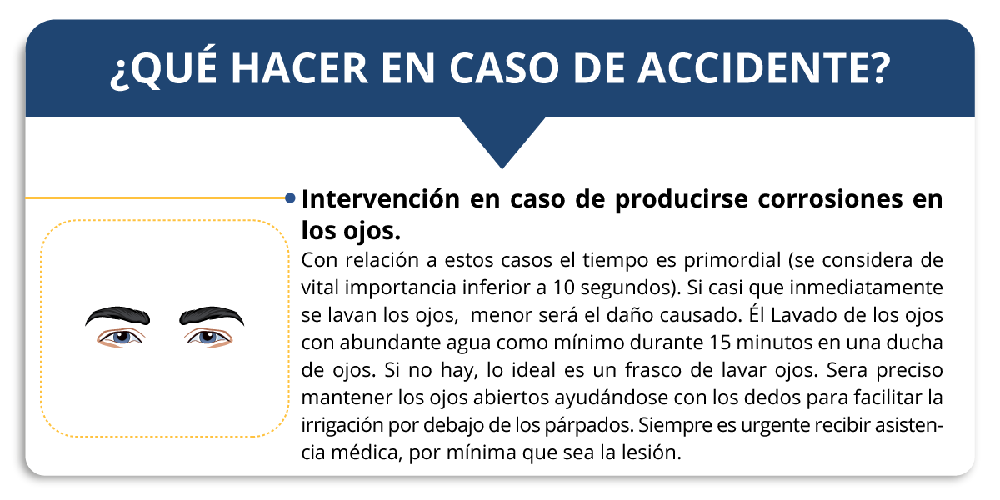 ¿QUÉ HACER EN CASO DE ACCIDENTE?
Intervención en caso de producirse corrosiones en
los ojos.
Con relación a estos casos el tiempo es primordial (se considera de
vital importancia inferior a 10 segundos). Si casi que inmediatamente
se lavan los ojos,  menor será el daño causado. Él Lavado de los ojos
con abundante agua como mínimo durante 15 minutos en una ducha
de ojos. Si no hay, lo ideal es un frasco de lavar ojos. Sera preciso
mantener los ojos abiertos ayudándose con los dedos para facilitar la
irrigación por debajo de los párpados. Siempre es urgente recibir asisten-
cia médica, por mínima que sea la lesión.